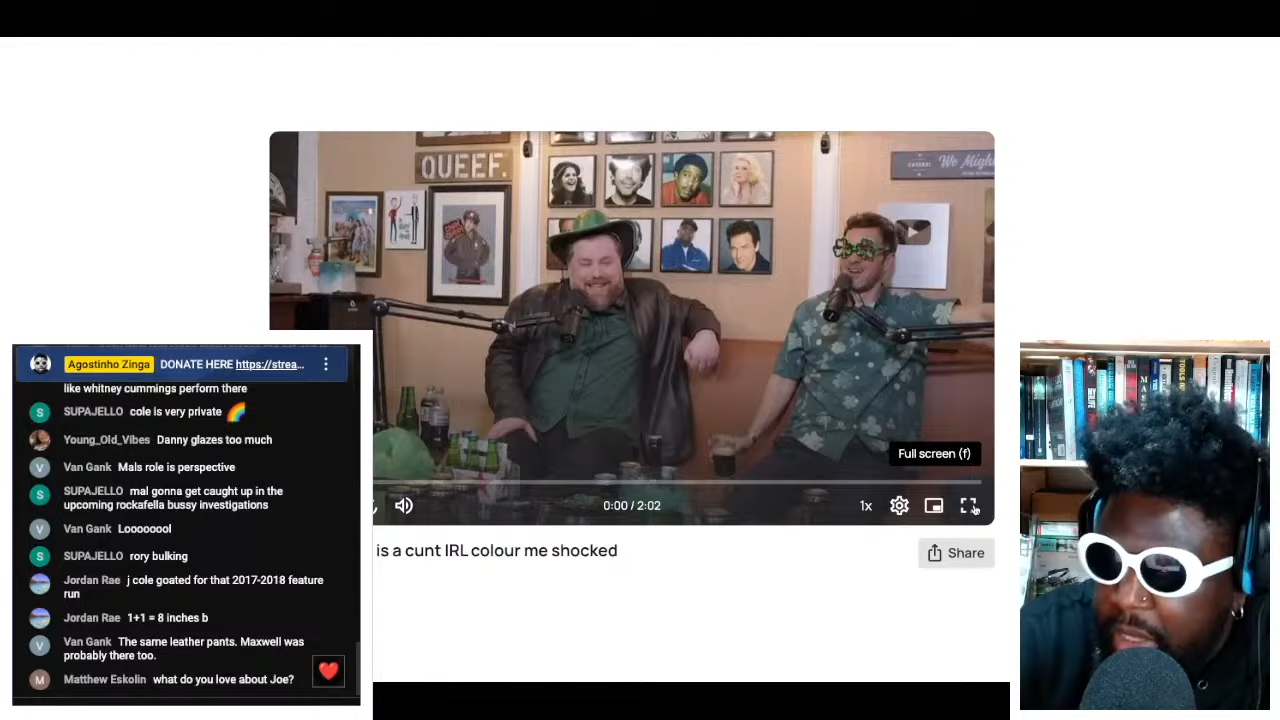 QUEEF.
We Migh
Full screen (f)
0:00 / 2:02
1x
is a cunt IRL colour me shocked
Share
Agostinho Zinga DONATE HERE https://strea...
like whitney cummings perform there
S SUPAJELLO cole is very private
Young_Old_Vibes Danny glazes too much
V Van Gank Mals role is perspective
S SUPAJELLO mal gonna get caught up in the
upcoming rockafella bussy investigations
V Van Gank Looooool
S SUPAJELLO rory bulking
Jordan Rae j cole goated for that 2017-2018 feature
run
Jordan Rae 1+1 = 8 inches b
V Van Gank The same leather pants. Maxwell was
probably there too.
M Matthew Eskolin what do you love about Joe?